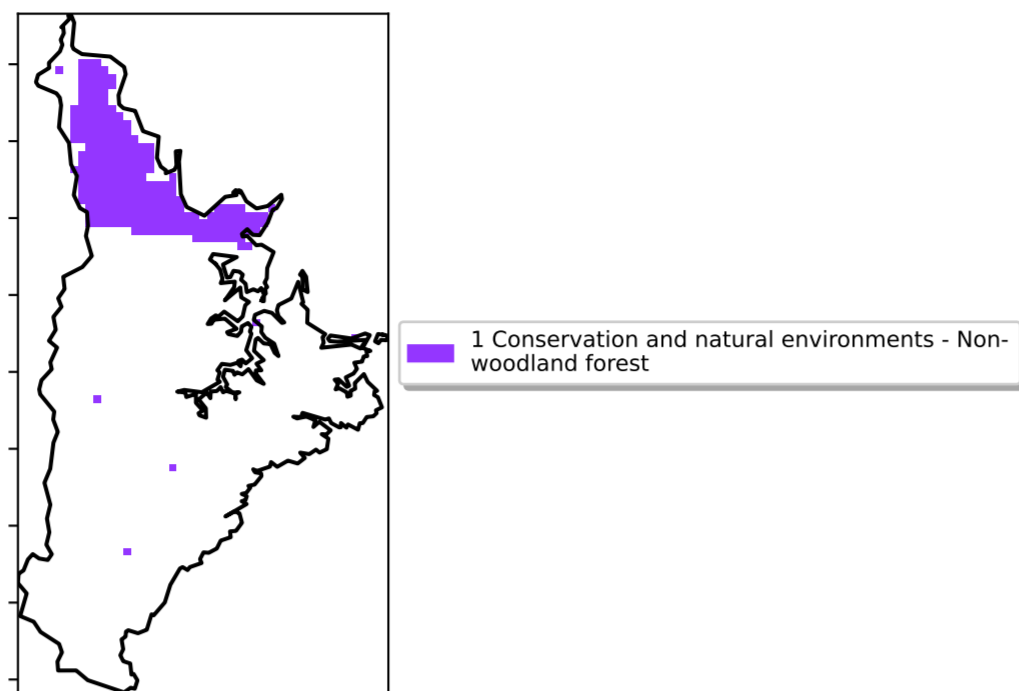 1 Conservation and natural environments - Non-
woodland forest